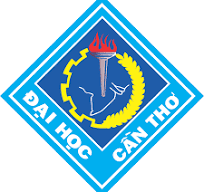 ĐẠI HỌC
CẦN THƠ